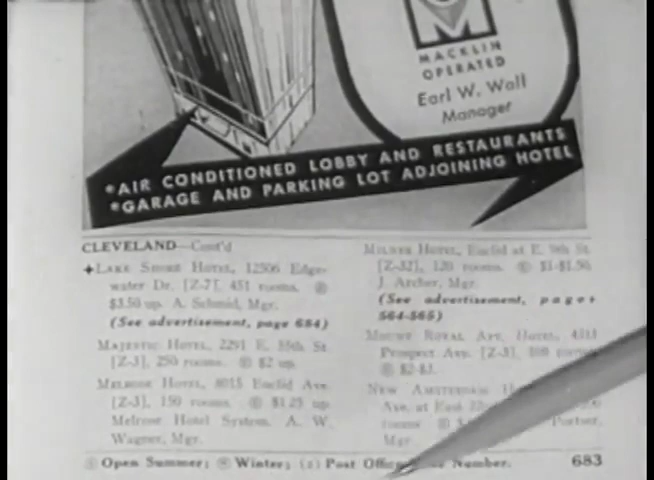 M
MACKLIN
OPERATED
Earl W. Wall
Manager
*AIR CONDITIONED LOBBY AND RESTAURANTS
*GARAGE AND PARKING LOT ADJOINING HOTEL
CLEVELAND—Cont'd
LAKE SHORE HOTEL, 12506 Edge-
water Dr. [Z-7], 451 rooms.
$3.50 up. A. Schmid, Mgr.
(See advertisement, page 684)
MAJESTIC HOTEL, 2291 E. 55th St.
[Z-3], 250 rooms. $2 up.
MELROSE HOTEL, 8015 Euclid Ave.
[Z-3], 150 rooms. $1.25 up.
Melrose Hotel System. A. W.
Wagner, Mgr.
MILNER HOTEL, Euclid at E. 9th St.
[Z-32], 120 rooms. $1-$1.50.
J. Archer, Mgr.
(See advertisement, pages
564-565)
MOUNT ROYAL APT. HOTEL,
Prospect Ave. [Z-3],
$2-$3.
NEW AMSTERDAM
Ave. at East
rooms
Mgr.
Open Summer; Winter; (z) Post Number.
683